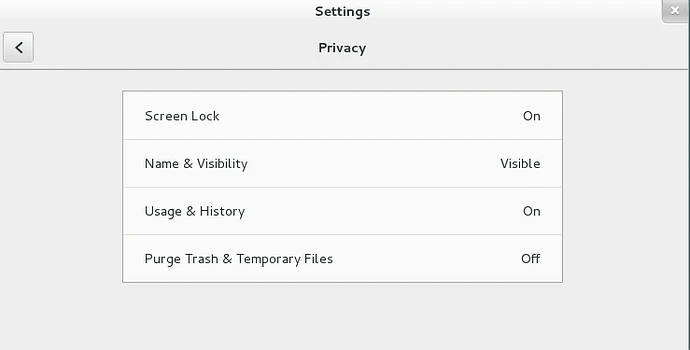 Settings
Privacy
Screen Lock On
Name & Visibility Visible
Usage & History On
Purge Trash & Temporary Files Off